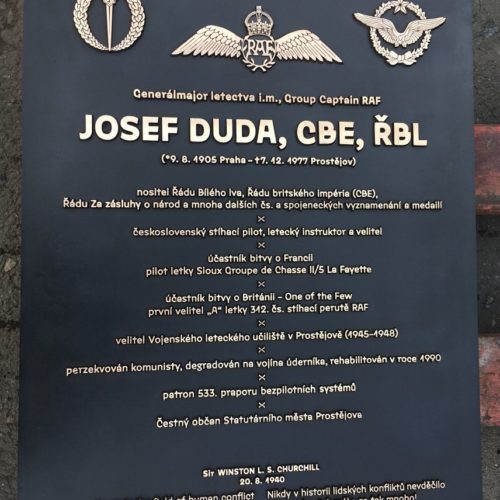 RAF
Generálmajor letectva i.m., Group Captain RAF
JOSEF DUDA, CBE, ŘBL
(*9. 8. 1905 Praha – †7. 12. 1977 Prostějov)
nositel Řádu Bílého lva, Řádu britského impéria (CBE),
Řádu Za zásluhy o národ a mnoha dalších čs. a spojeneckých vyznamenání a medailí
×
československý stíhací pilot, letecký instruktor a velitel
×
účastník bitvy o Francii
pilot letky Sioux Groupe de Chasse II/5 La Fayette
×
účastník bitvy o Británii – One of the Few
první velitel „A" letky 312. čs. stíhací perutě RAF
×
velitel Vojenského leteckého učiliště v Prostějově (1945–1948)
×
perzekvován komunisty, degradován na vojína úderníka, rehabilitován v roce 1990
×
patron 533. praporu bezpilotních systémů
×
Čestný občan Statutárního města Prostějova
Sir WINSTON L. S. CHURCHILL
20. 8. 1940
field of human conflict Nikdy v historii lidských konfliktů nevděčilo